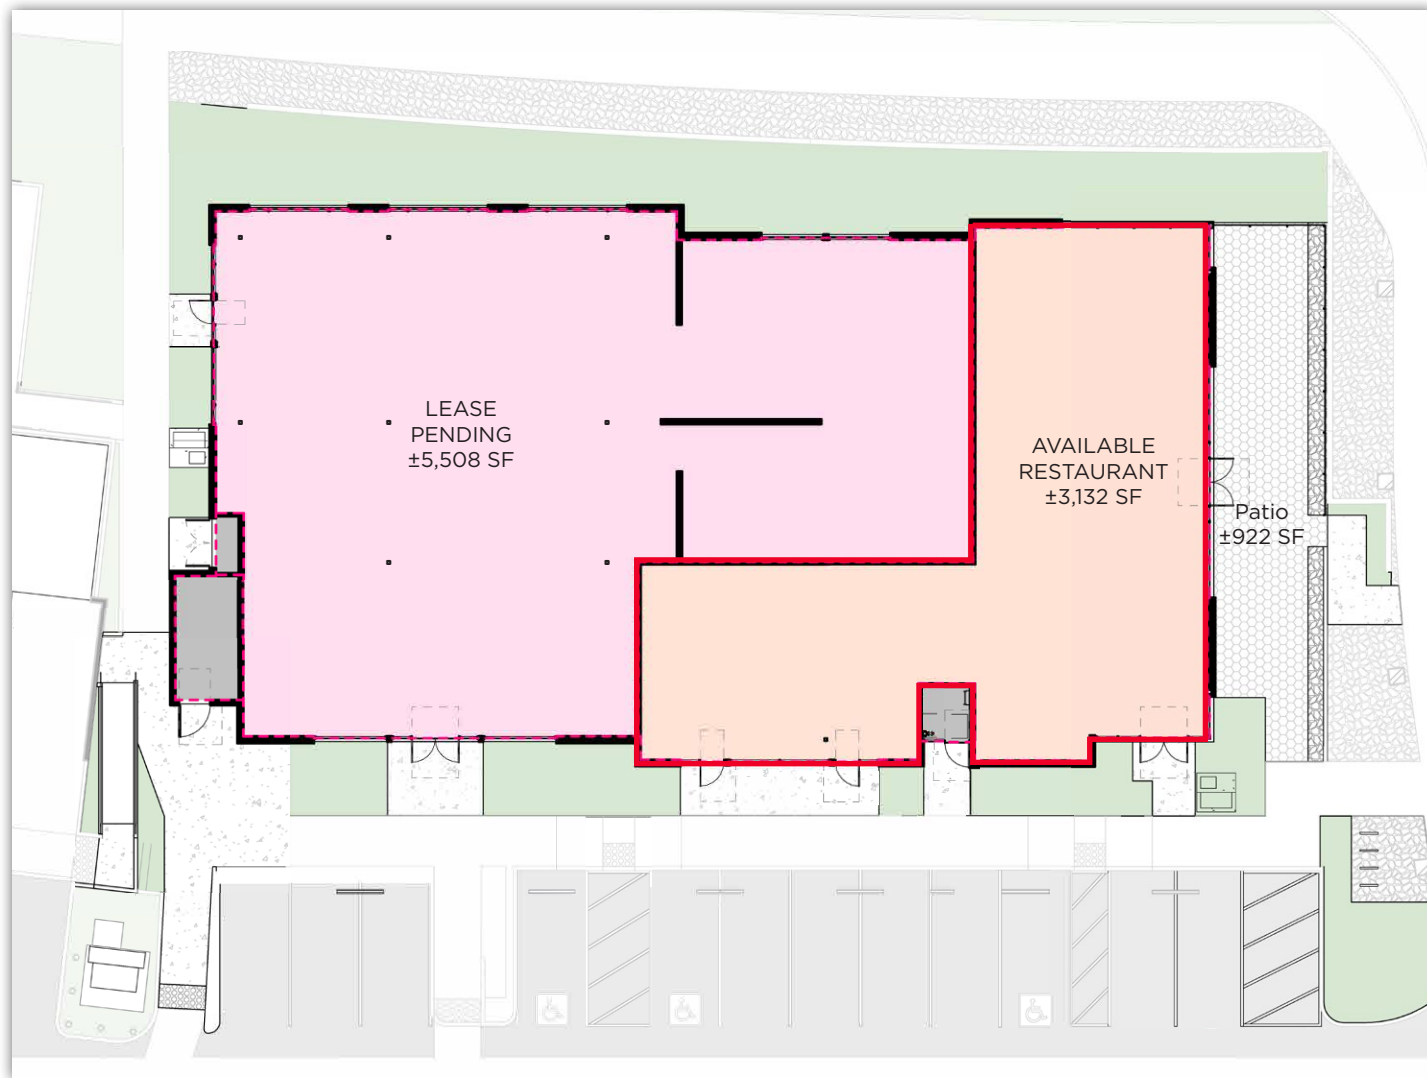 LEASE
PENDING
±5,508 SF
AVAILABLE
RESTAURANT
±3,132 SF
Patio
±922 SF